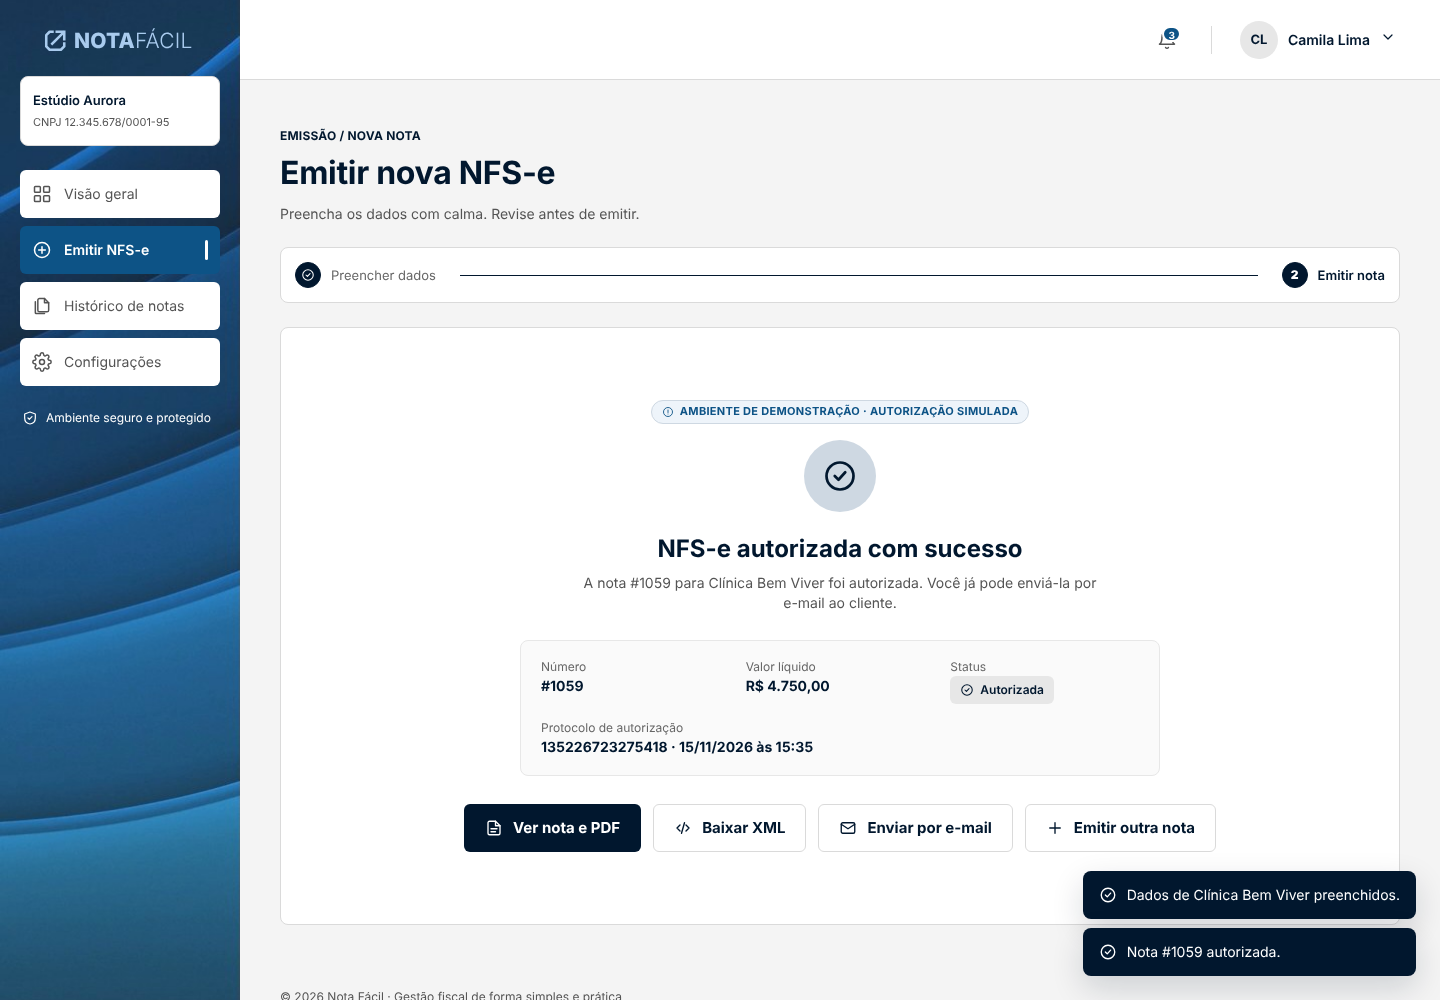 NOTAFÁCIL
Estúdio Aurora
CNPJ 12.345.678/0001-95
Visão geral
Emitir NFS-e
Histórico de notas
Configurações
Ambiente seguro e protegido
3
CL
Camila Lima
EMISSÃO / NOVA NOTA
Emitir nova NFS-e
Preencha os dados com calma. Revise antes de emitir.
Preencher dados
2 Emitir nota
AMBIENTE DE DEMONSTRAÇÃO · AUTORIZAÇÃO SIMULADA
NFS-e autorizada com sucesso
A nota #1059 para Clínica Bem Viver foi autorizada. Você já pode enviá-la por
e-mail ao cliente.
Número
#1059
Valor líquido
R$ 4.750,00
Status
Autorizada
Protocolo de autorização
135226723275418 · 15/11/2026 às 15:35
Ver nota e PDF
Baixar XML
Enviar por e-mail
Emitir outra nota
Dados de Clínica Bem Viver preenchidos.
Nota #1059 autorizada.
© 2026 Nota Fácil · Gestão fiscal de forma simples e prática